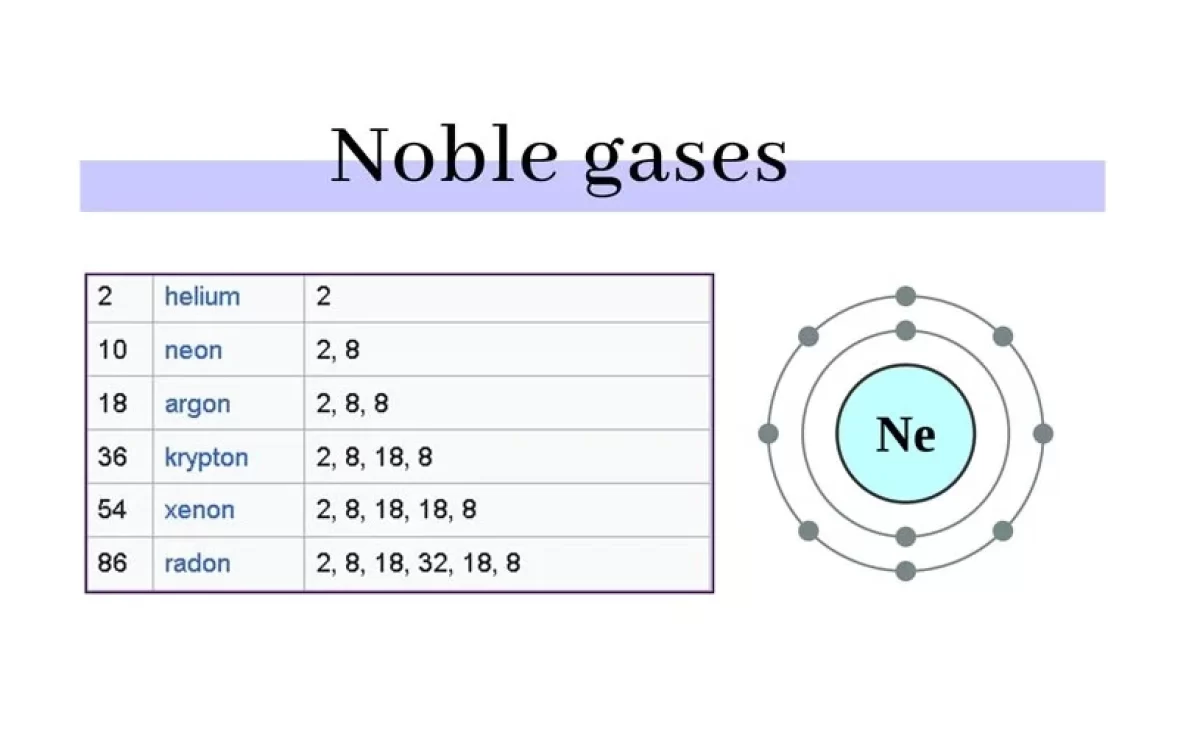 Noble gases
2 helium 2
10 neon 2, 8
18 argon 2, 8, 8
36 krypton 2, 8, 18, 8
54 xenon 2, 8, 18, 18, 8
86 radon 2, 8, 18, 32, 18, 8
Ne